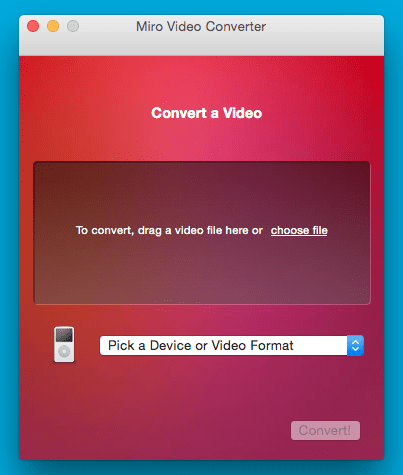 Miro Video Converter
Convert a Video
To convert, drag a video file here or choose file
Pick a Device or Video Format
Convert!